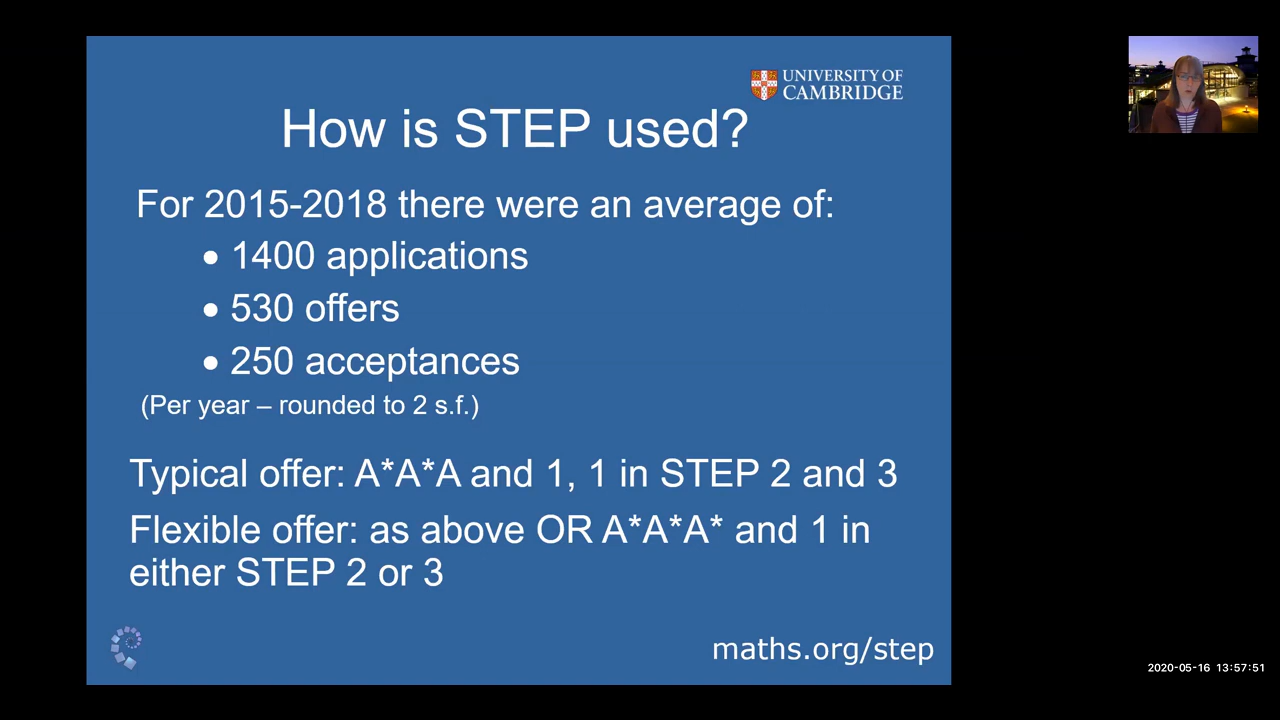 UNIVERSITY OF
CAMBRIDGE
How is STEP used?
For 2015-2018 there were an average of:
• 1400 applications
• 530 offers
• 250 acceptances
(Per year – rounded to 2 s.f.)
Typical offer: A*A*A and 1, 1 in STEP 2 and 3
Flexible offer: as above OR A*A*A* and 1 in
either STEP 2 or 3
maths.org/step
2020-05-16 13:57:51